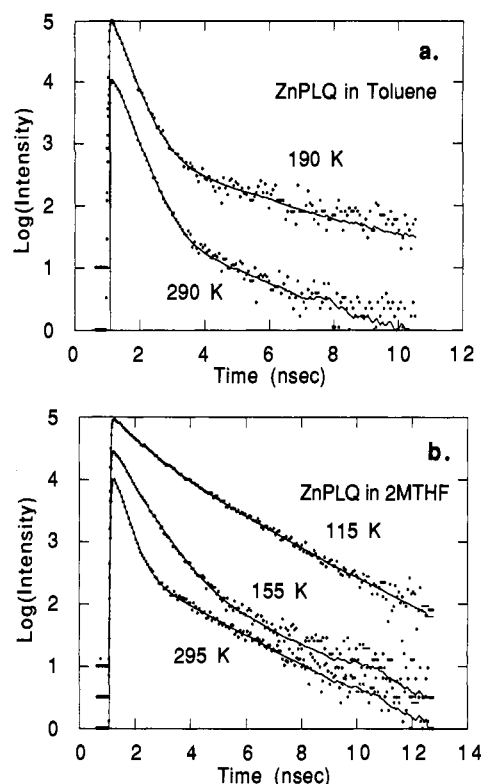 a.
ZnPLQ in Toluene
190 K
290 K
Log(Intensity)
5
4
3
2
1
0
0 2 4 6 8 10 12
Time (nsec)
b.
ZnPLQ in 2MTHF
115 K
155 K
295 K
Log(Intensity)
5
4
3
2
1
0
0 2 4 6 8 10 12 14
Time (nsec)